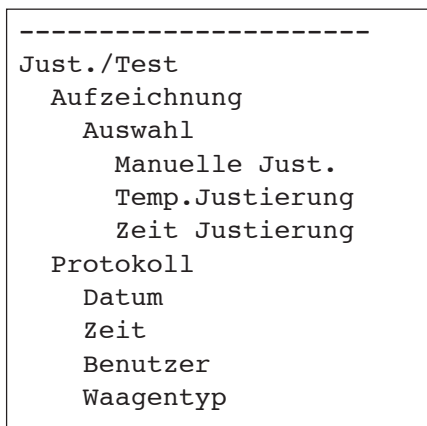 ----------------------
Just./Test
Aufzeichnung
Auswahl
Manuelle Just.
Temp.Justierung
Zeit Justierung
Protokoll
Datum
Zeit
Benutzer
Waagentyp